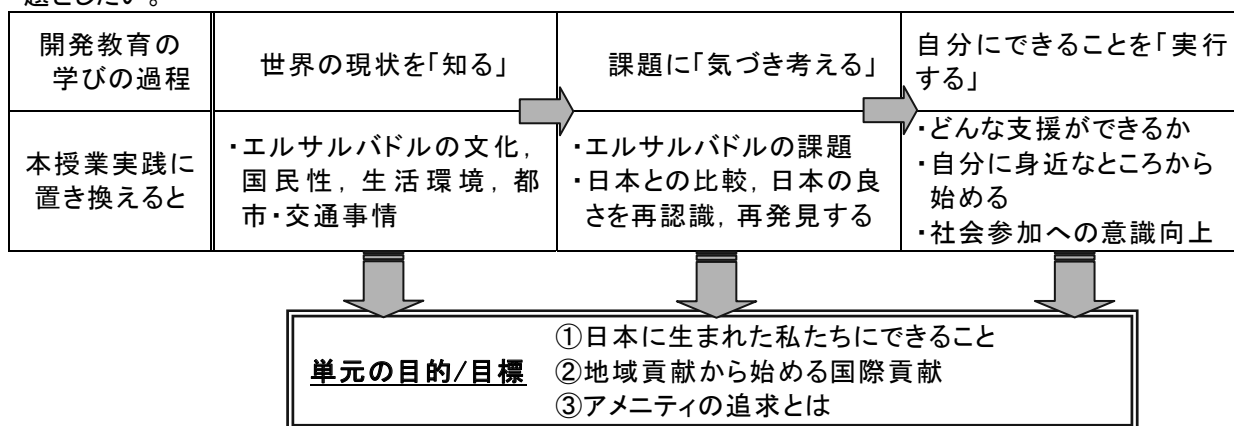 題としたい。
開発教育の
学びの過程
世界の現状を「知る」
課題に「気づき考える」
自分にできることを「実行
する」
本授業実践に
置き換えると
・エルサルバドルの文化,
国民性, 生活環境, 都
市・交通事情
・エルサルバドルの課題
・日本との比較, 日本の良
さを再認識, 再発見する
・どんな支援ができるか
・自分に身近なところから
始める
・社会参加への意識向上
単元の目的/目標
①日本に生まれた私たちにできること
②地域貢献から始める国際貢献
③アメニティの追求とは